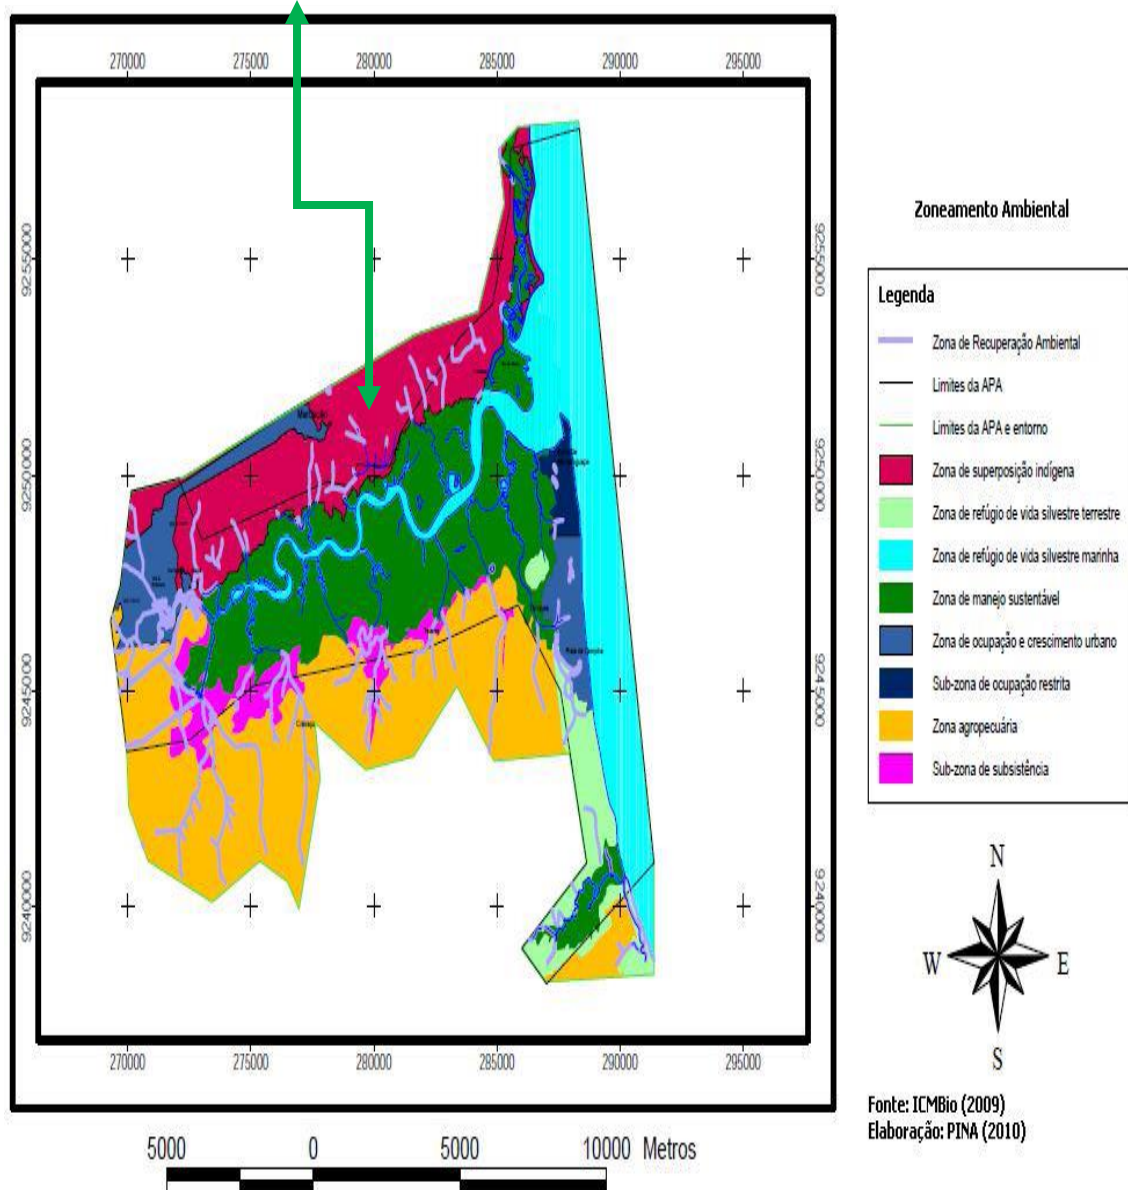 270000 275000 280000 285000 290000 295000
9255000
9250000
9245000
9240000
9255000
9250000
9245000
9240000
270000 275000 280000 285000 290000 295000
5000 0 5000 10000 Metros
Zoneamento Ambiental
Legenda
Zona de Recuperação Ambiental
Limites da APA
Limites da APA e entorno
Zona de superposição indígena
Zona de refúgio de vida silvestre terrestre
Zona de refúgio de vida silvestre marinha
Zona de manejo sustentável
Zona de ocupação e crescimento urbano
Sub-zona de ocupação restrita
Zona agropecuária
Sub-zona de subsistência
N
W E
S
Fonte: ICMBio (2009)
Elaboração: PINA (2010)